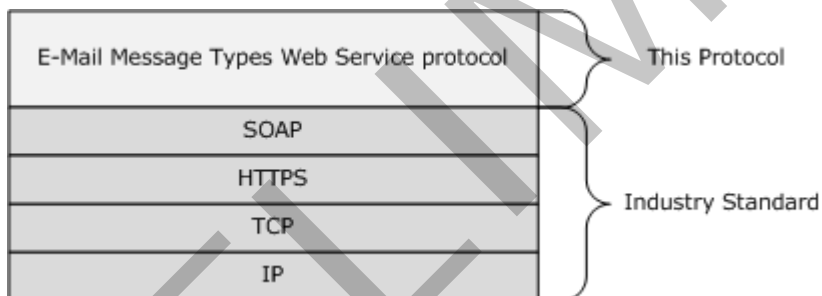 E-Mail Message Types Web Service protocol
This Protocol
SOAP
HTTPS
TCP
IP
Industry Standard